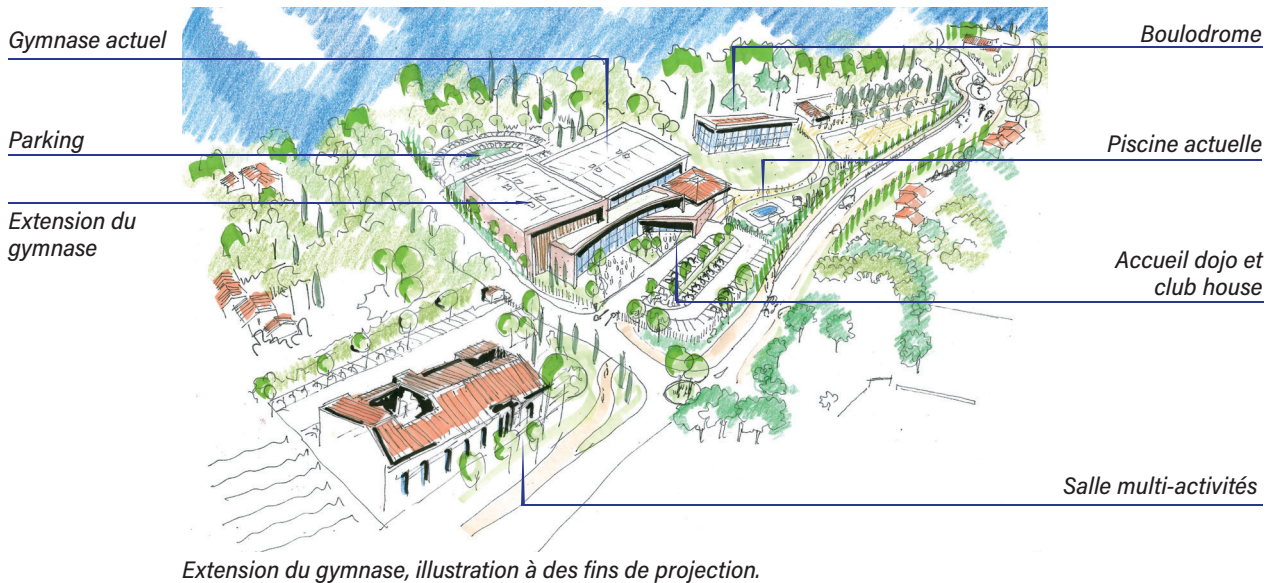 Gymnase actuel
Parking
Extension du
gymnase
Boulodrome
Piscine actuelle
Accueil dojo et
club house
Salle multi-activités
Extension du gymnase, illustration à des fins de projection.